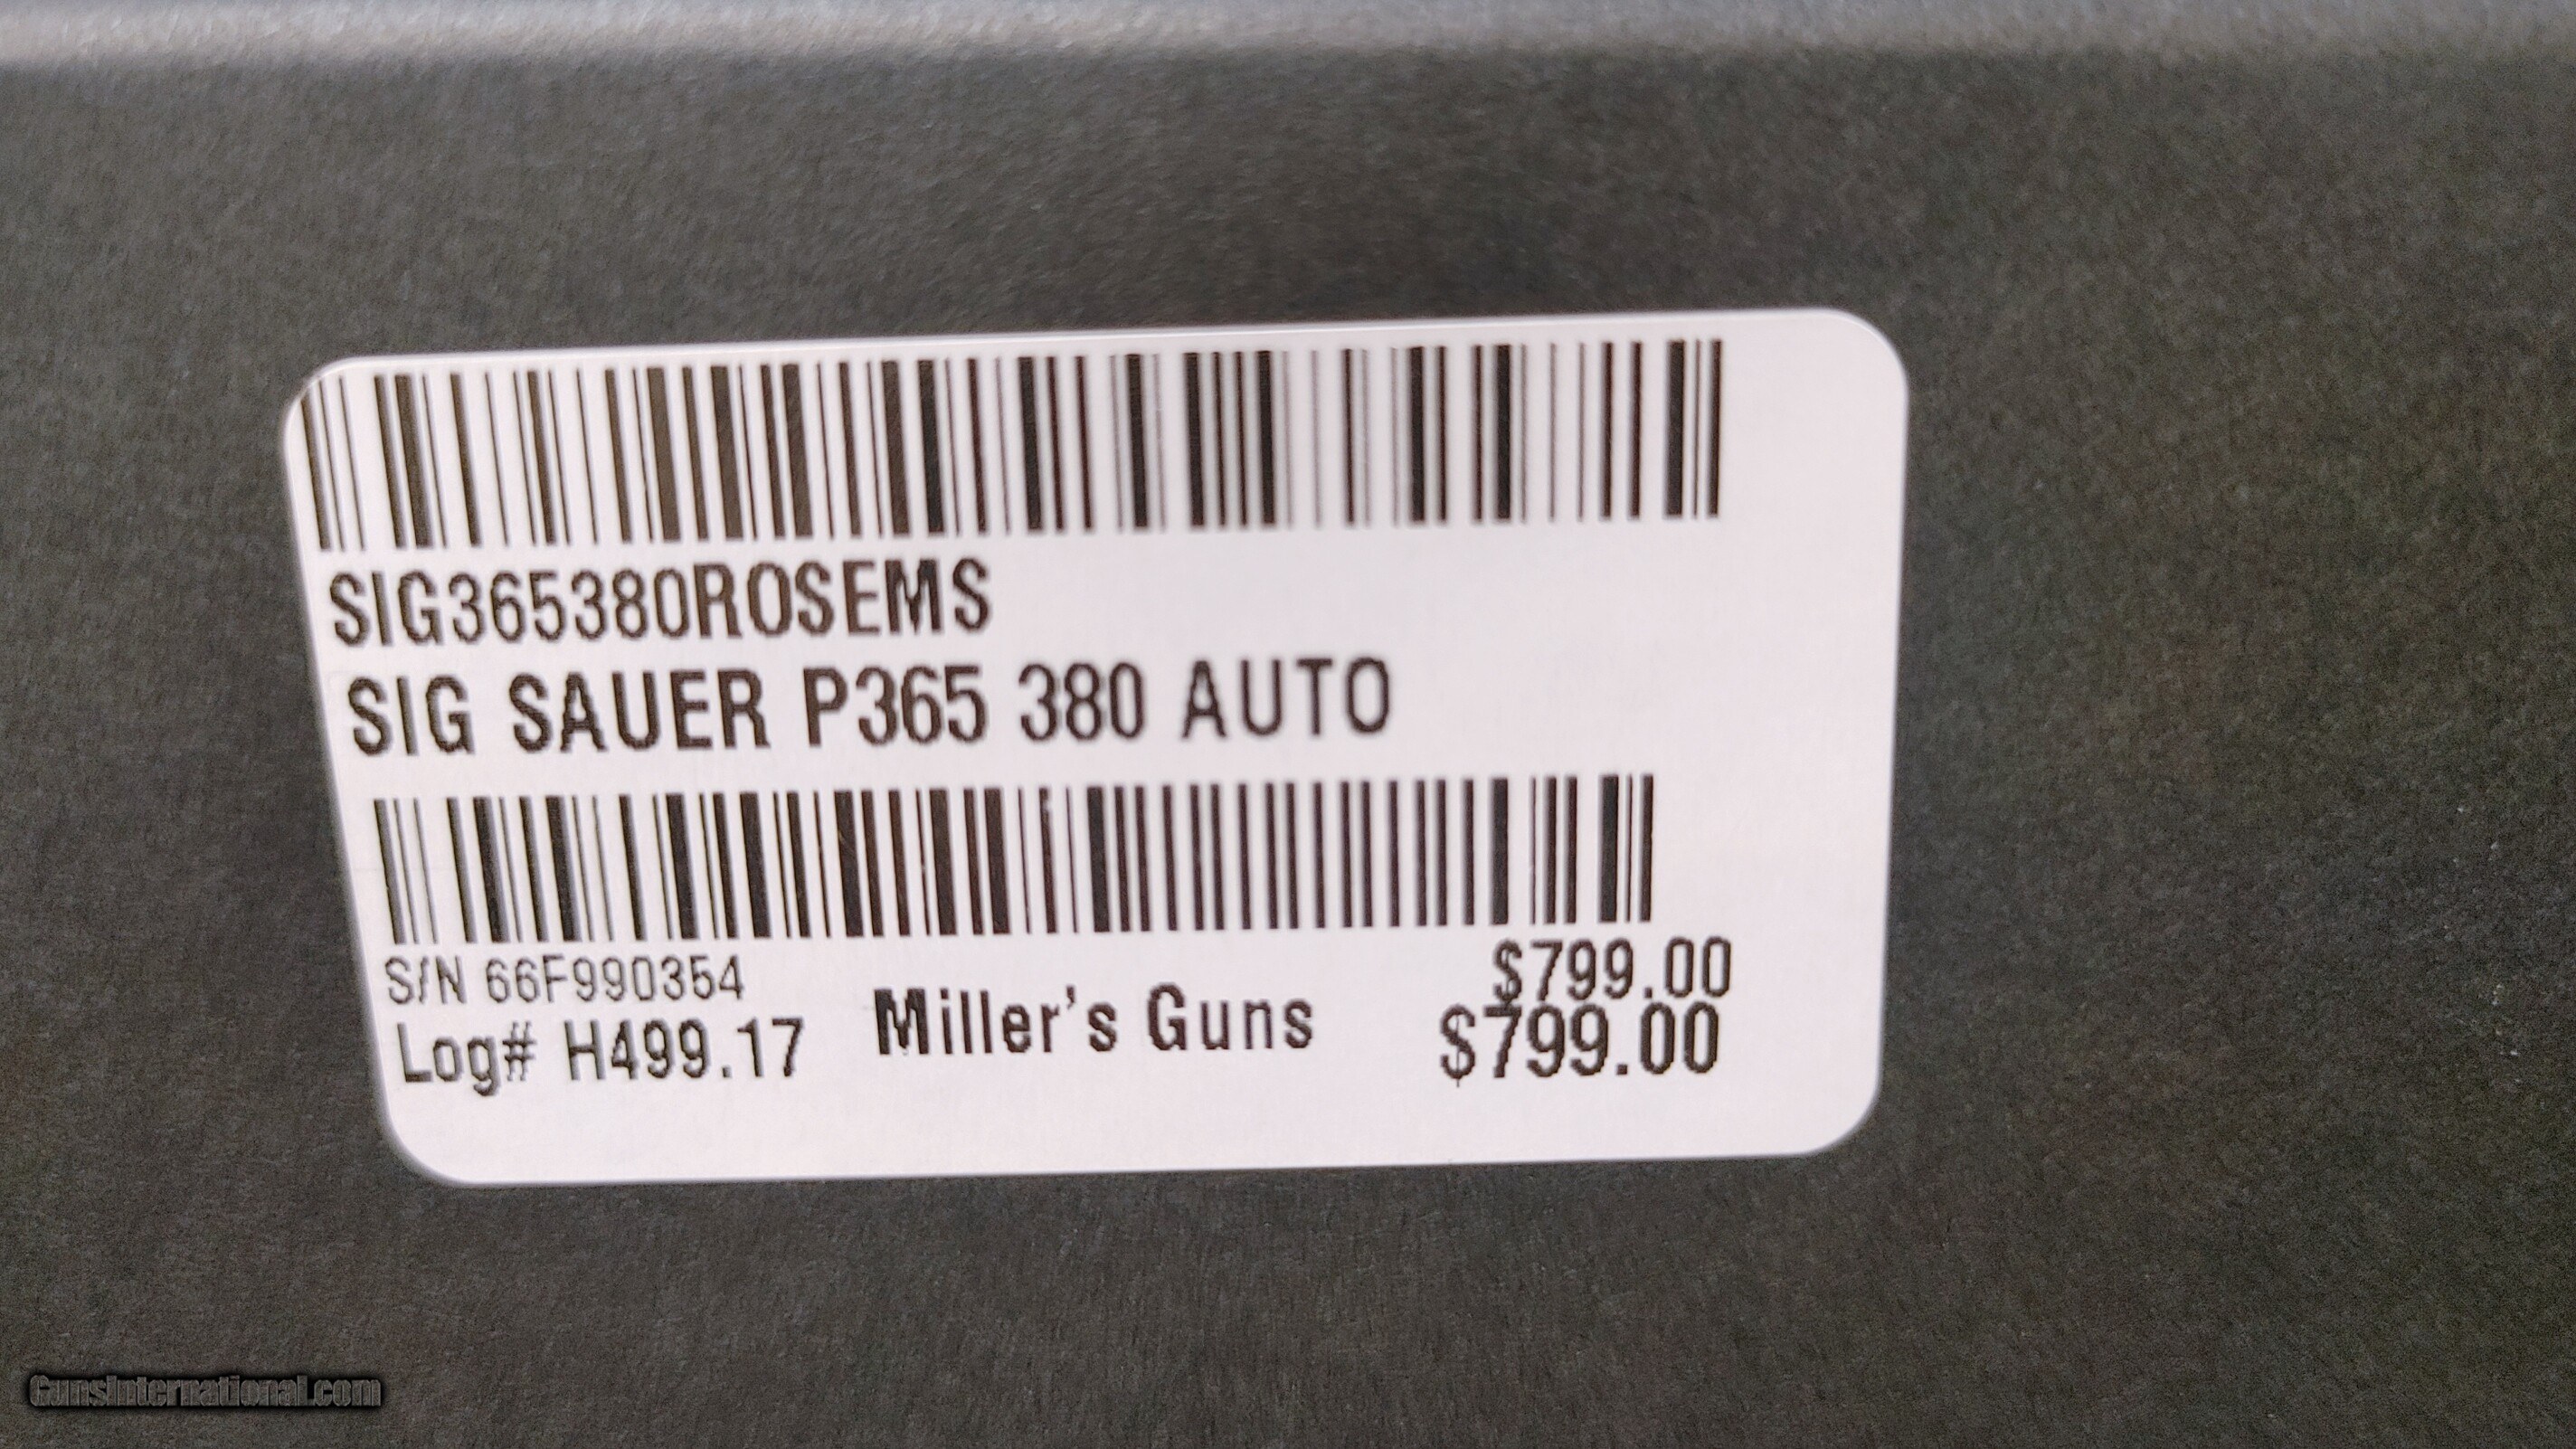 SIG365380ROSEMS
SIG SAUER P365 380 AUTO
S/N 66F990354
$799.00
Log# H499.17
Miller's Guns
$799.00
GunsInternational.com